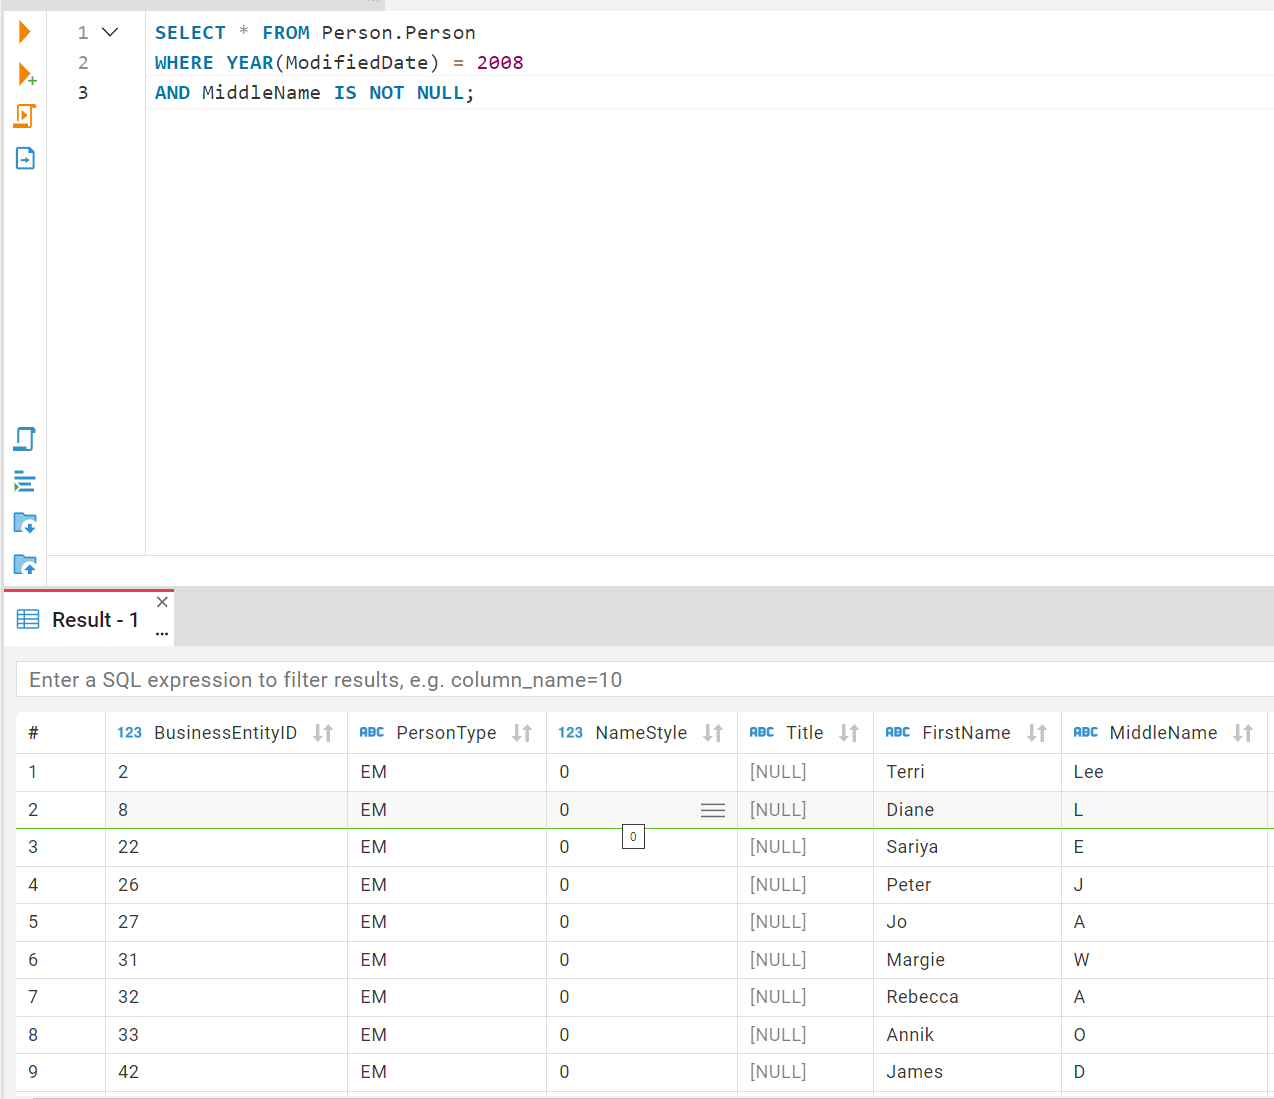 1 SELECT * FROM Person.Person
2 WHERE YEAR(ModifiedDate) = 2008
3 AND MiddleName IS NOT NULL;
Result - 1
Enter a SQL expression to filter results, e.g. column_name=10
# 123 BusinessEntityID ABC PersonType 123 NameStyle ABC Title ABC FirstName ABC MiddleName
1 2 EM 0 [NULL] Terri Lee
2 8 EM 0 [NULL] Diane L
0
3 22 EM 0 [NULL] Sariya E
4 26 EM 0 [NULL] Peter J
5 27 EM 0 [NULL] Jo A
6 31 EM 0 [NULL] Margie W
7 32 EM 0 [NULL] Rebecca A
8 33 EM 0 [NULL] Annik O
9 42 EM 0 [NULL] James D